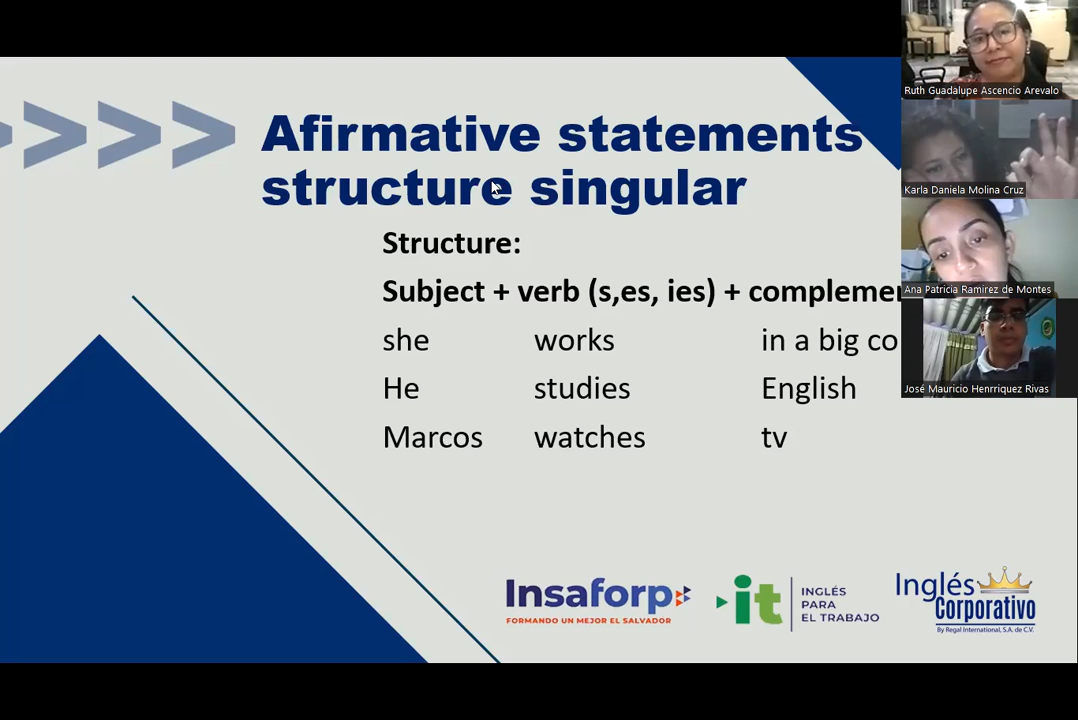 Afirmative statements
structure singular
Structure:
Subject + verb (s,es, ies) + complemen
she works in a big co
He studies English
Marcos watches tv
Insaforp
FORMANDO UN MEJOR EL SALVADOR
it
INGLÉS
PARA
EL TRABAJO
Inglés
Corporativo
By Regal International, S.A. de C.V.
Ruth Guadalupe Ascencio Arevalo
Karla Daniela Molina Cruz
Ana Patricia Ramirez de Montes
José Mauricio Henrriquez Rivas